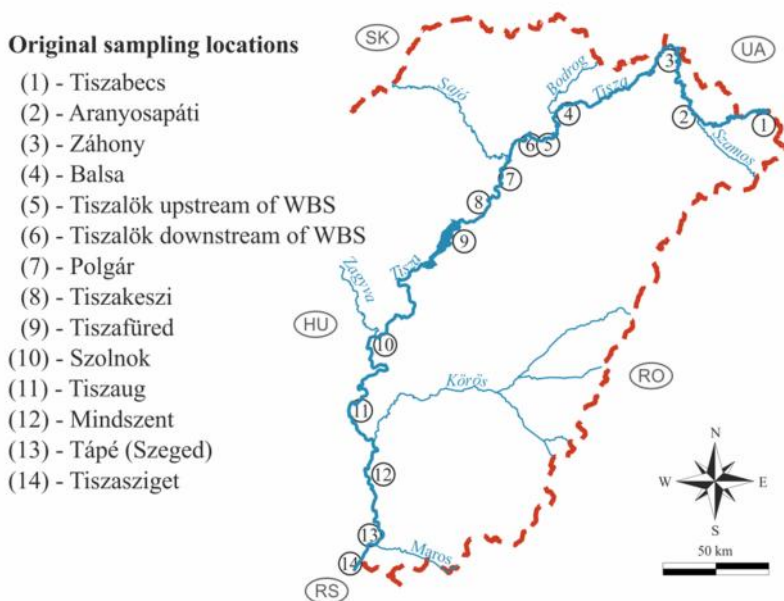 Original sampling locations
(1) - Tiszabecs
(2) - Aranyosapáti
(3) - Záhony
(4) - Balsa
(5) - Tiszalök upstream of WBS
(6) - Tiszalök downstream of WBS
(7) - Polgár
(8) - Tiszakeszi
(9) - Tiszafüred
(10) - Szolnok
(11) - Tiszaug
(12) - Mindszent
(13) - Tápé (Szeged)
(14) - Tiszasziget
SK
UA
Sajó
Bodrog
Tisza
3
4
2
1
Szamos
6
5
7
8
9
Tisza
Zagyva
HU
10
RO
Körös
11
12
N
W
E
S
13
Maros
50 km
14
RS